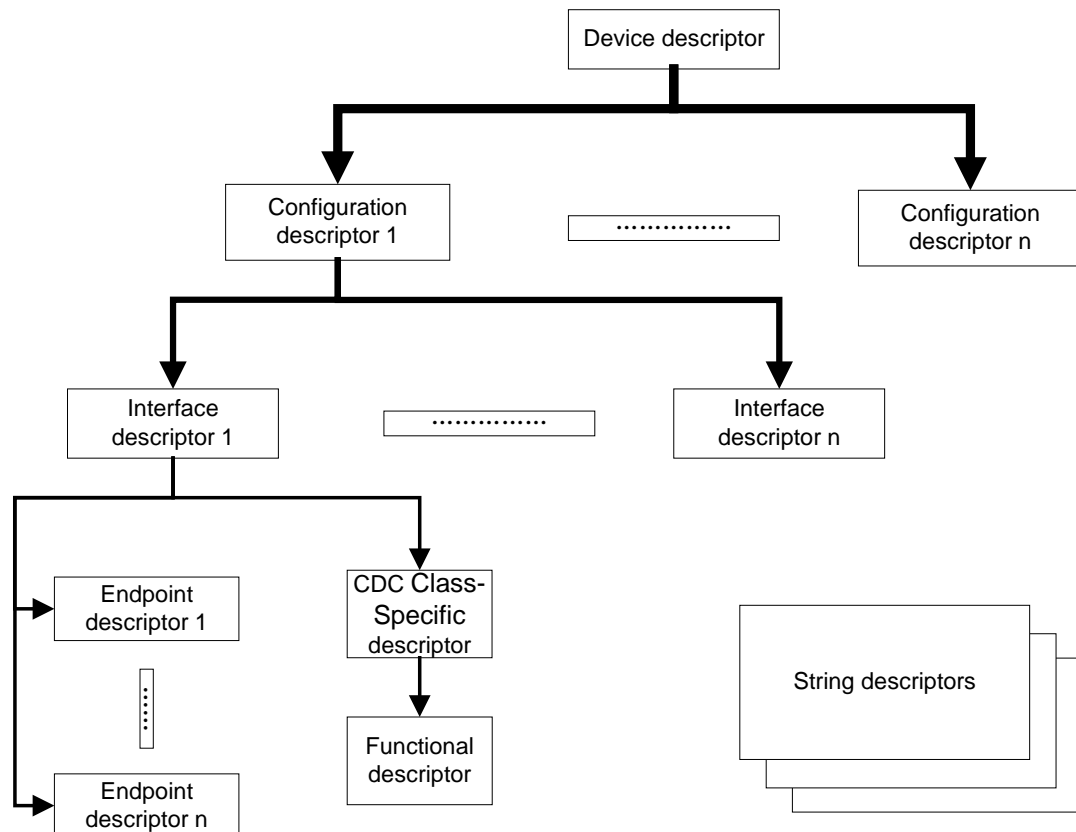 Device descriptor
Configuration
descriptor 1
……………
Configuration
descriptor n
Interface
descriptor 1
……………
Interface
descriptor n
Endpoint
descriptor 1
CDC Class-
Specific
descriptor
String descriptors
……
Functional
descriptor
Endpoint
descriptor n